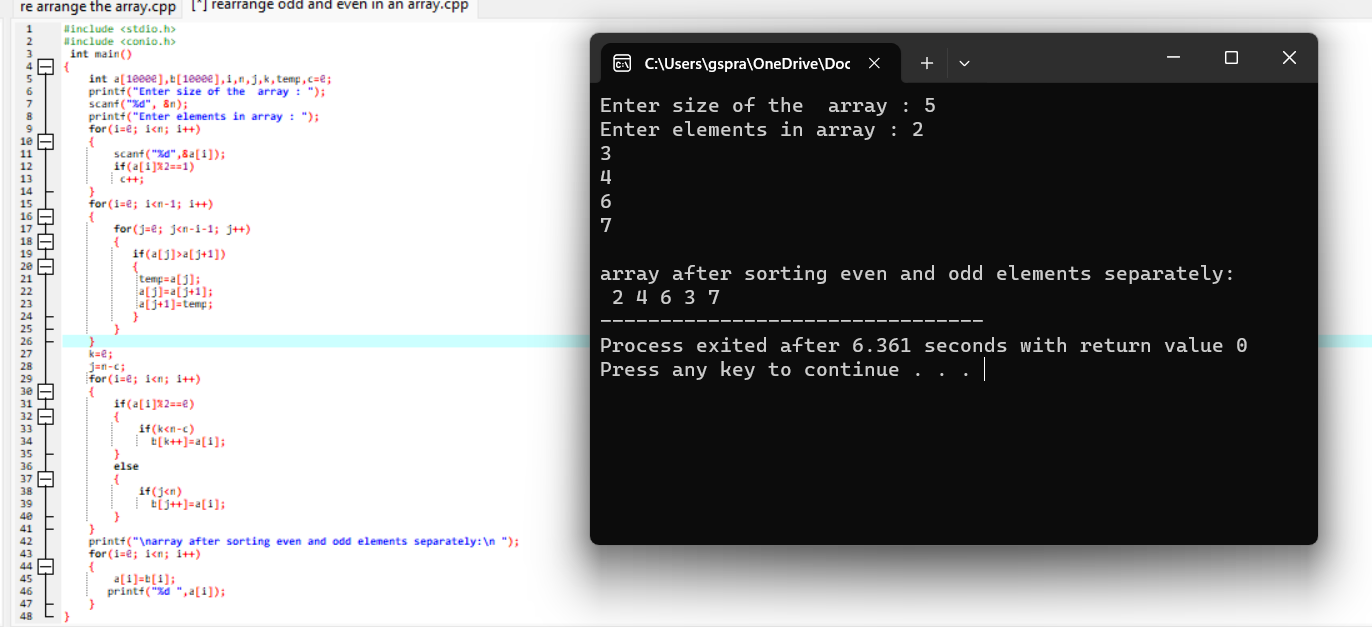 re arrange the array.cpp [*] rearrange odd and even in an array.cpp
1 #include <stdio.h>
2 #include <conio.h>
3 int main()
4 {
5 int a[10000],b[10000],i,n,j,k,temp,c=0;
6 printf("Enter size of the  array : ");
7 scanf("%d", &n);
8 printf("Enter elements in array : ");
9 for(i=0; i<n; i++)
10 {
11 scanf("%d",&a[i]);
12 if(a[i]%2==1)
13 c++;
14 }
15 for(i=0; i<n-1; i++)
16 {
17 for(j=0; j<n-i-1; j++)
18 {
19 if(a[j]>a[j+1])
20 {
21 temp=a[j];
22 a[j]=a[j+1];
23 a[j+1]=temp;
24 }
25 }
26 }
27 k=0;
28 j=n-c;
29 for(i=0; i<n; i++)
30 {
31 if(a[i]%2==0)
32 {
33 if(k<n-c)
34 b[k++]=a[i];
35 }
36 else
37 {
38 if(j<n)
39 b[j++]=a[i];
40 }
41 }
42 printf("\narray after sorting even and odd elements separately:\n ");
43 for(i=0; i<n; i++)
44 {
45 a[i]=b[i];
46 printf("%d ",a[i]);
47 }
48 }
C:\Users\gspra\OneDrive\Doc
Enter size of the  array : 5
Enter elements in array : 2
3
4
6
7
array after sorting even and odd elements separately:
2 4 6 3 7
--------------------------------
Process exited after 6.361 seconds with return value 0
Press any key to continue . . .